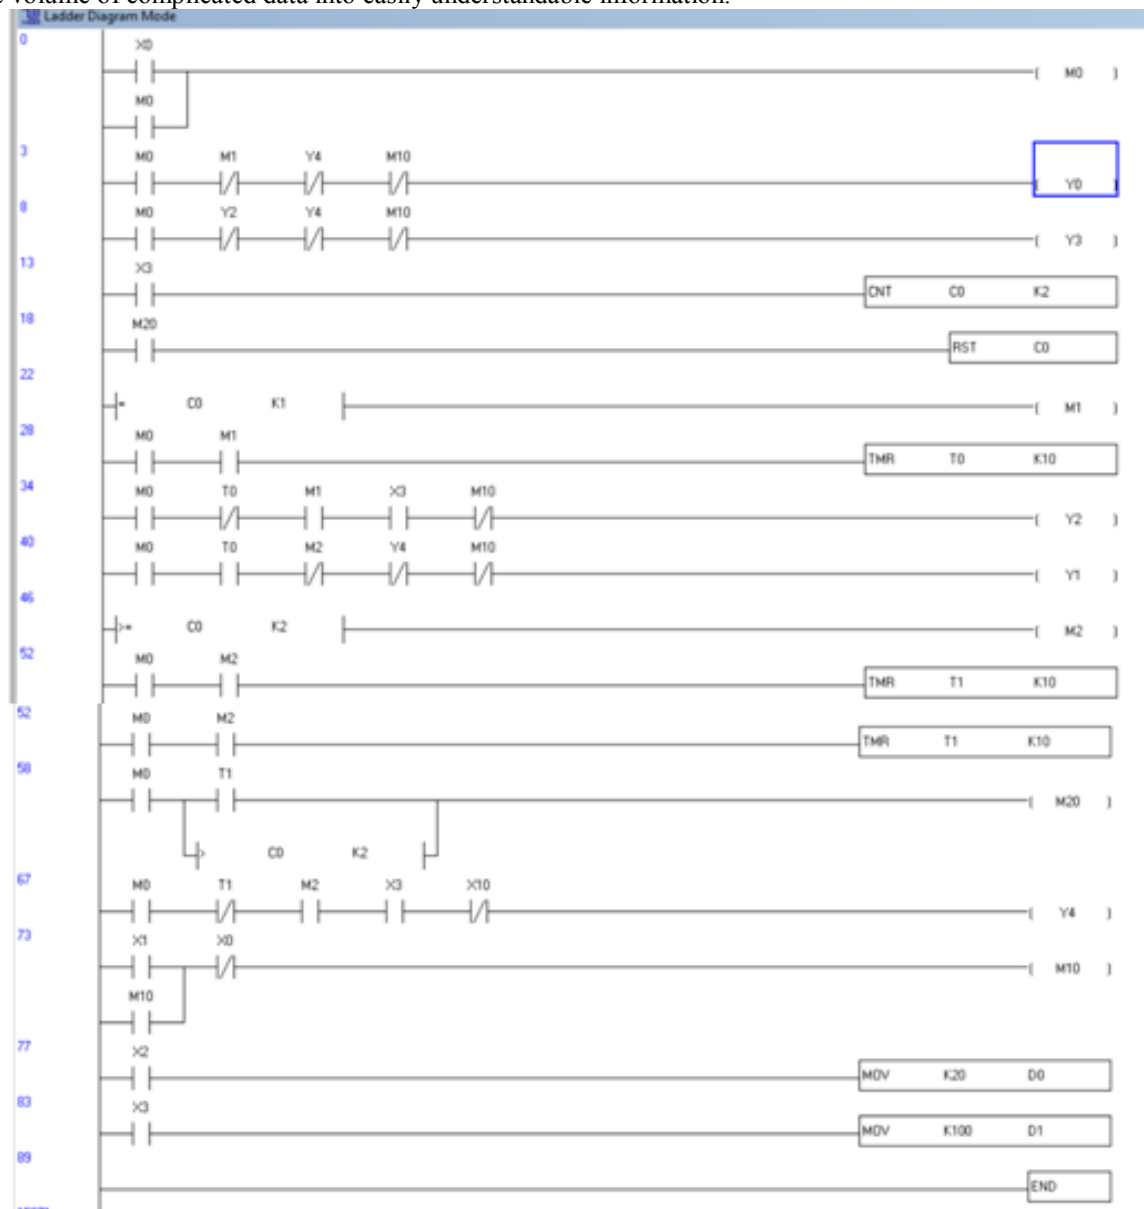 volume of complicated data into easily understandable information.
Ladder Diagram Mode
0
X0
( M0 )
M0
3
M0 M1 Y4 M10
( Y0 )
8
M0 Y2 Y4 M10
( Y3 )
13
X3
CNT C0 K2
18
M20
RST C0
22
= C0 K1
( M1 )
28
M0 M1
TMR T0 K10
34
M0 T0 M1 X3 M10
( Y2 )
40
M0 T0 M2 Y4 M10
( Y1 )
46
>= C0 K2
( M2 )
52
M0 M2
TMR T1 K10
52
M0 M2
TMR T1 K10
58
M0 T1
( M20 )
> C0 K2
67
M0 T1 M2 X3 X10
( Y4 )
73
X1 X0
( M10 )
M10
77
X2
MOV K20 D0
83
X3
MOV K100 D1
89
END